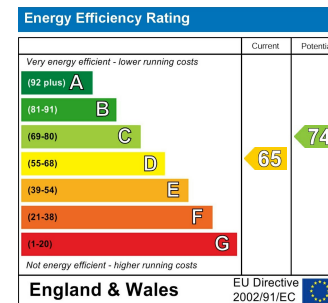 Energy Efficiency Rating
Current
Very energy efficient - lower running costs
(92 plus) A
(81-91) B
(69-80) C
74
(55-68) D
65
(39-54) E
(21-38) F
(1-20) G
Not energy efficient - higher running costs
England & Wales
EU Directive
2002/91/EC